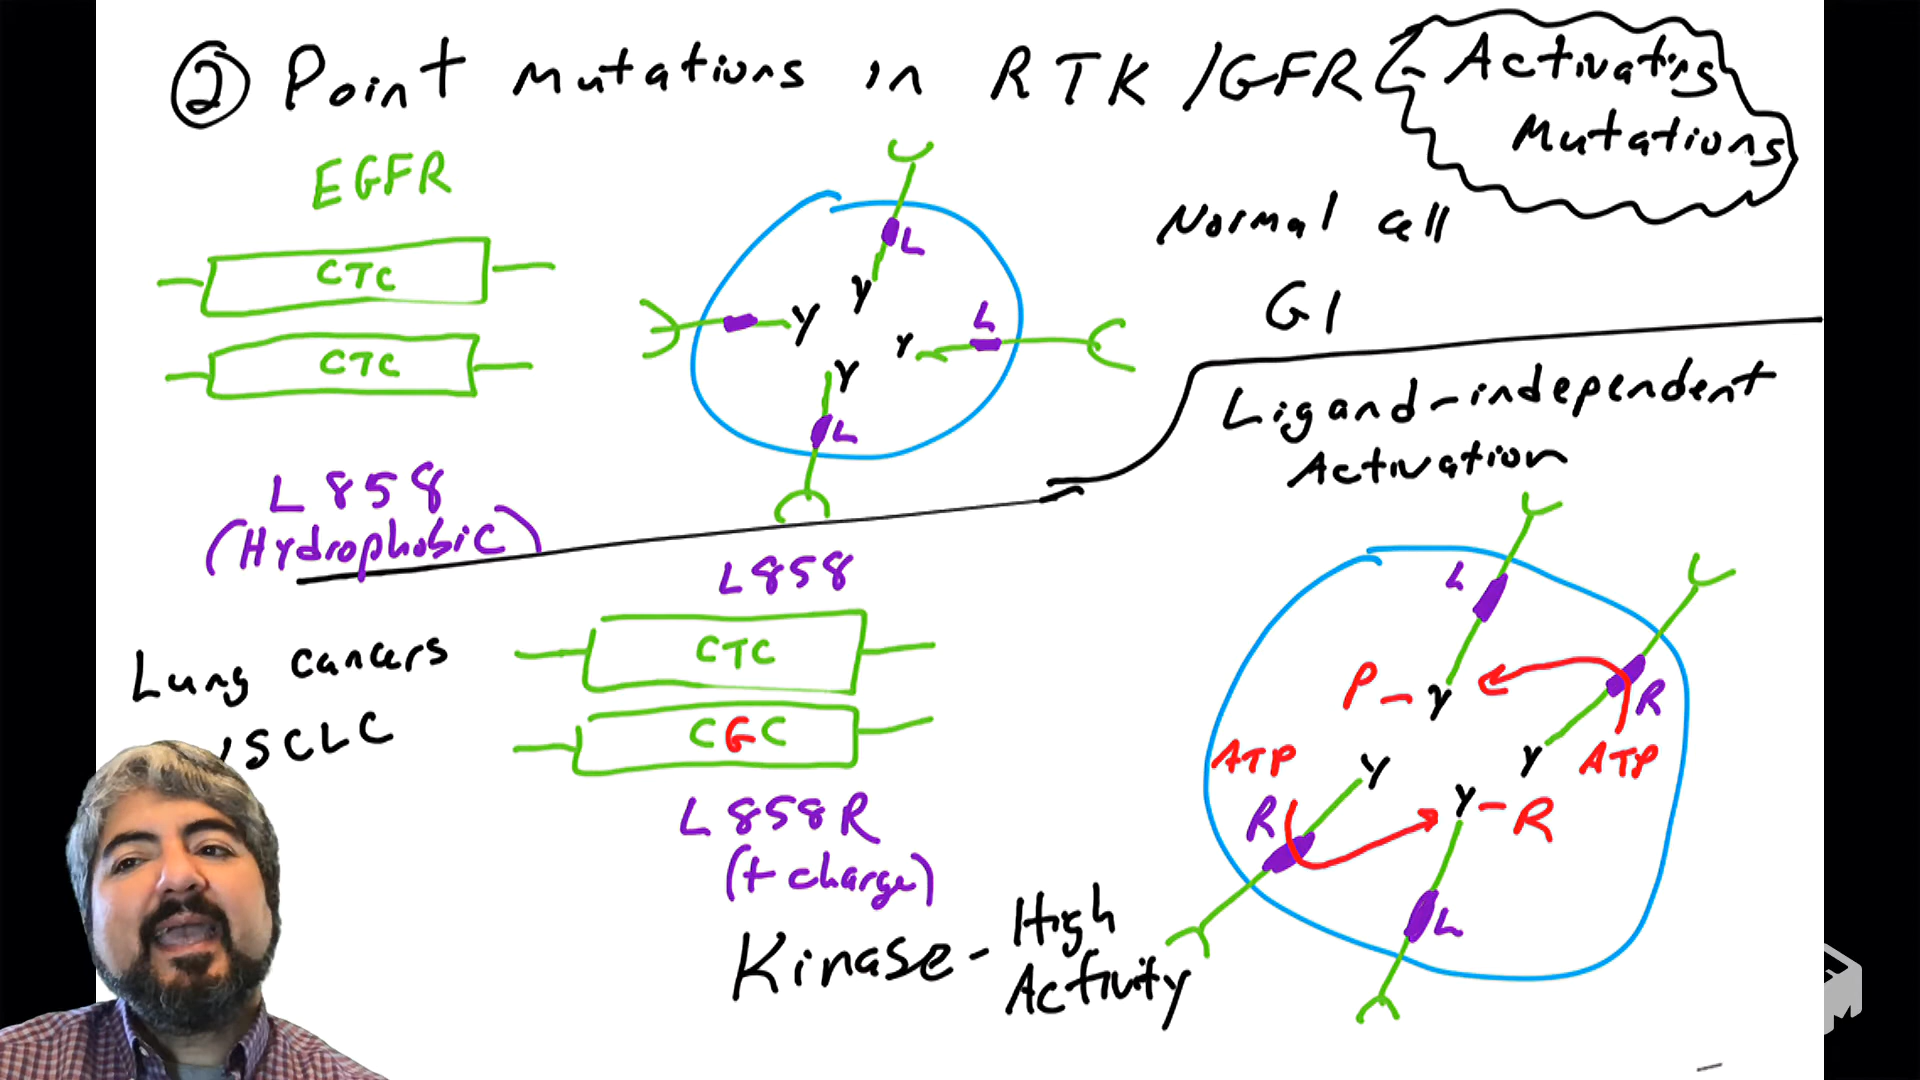 2 Point mutations in RTK/GFR
Activating
Mutations
EGFR
CTC
CTC
L858
(Hydrophobic)
L
Y
Y
L
Y
Y
L
Normal cell
G1
Ligand-independent
Activation
Lung cancers
SCLC
L858
CTC
CGC
L858R
(+ charge)
Kinase - High
Activity
L
P-Y
R
Y
ATP
ATP
Y
R
Y-R
L